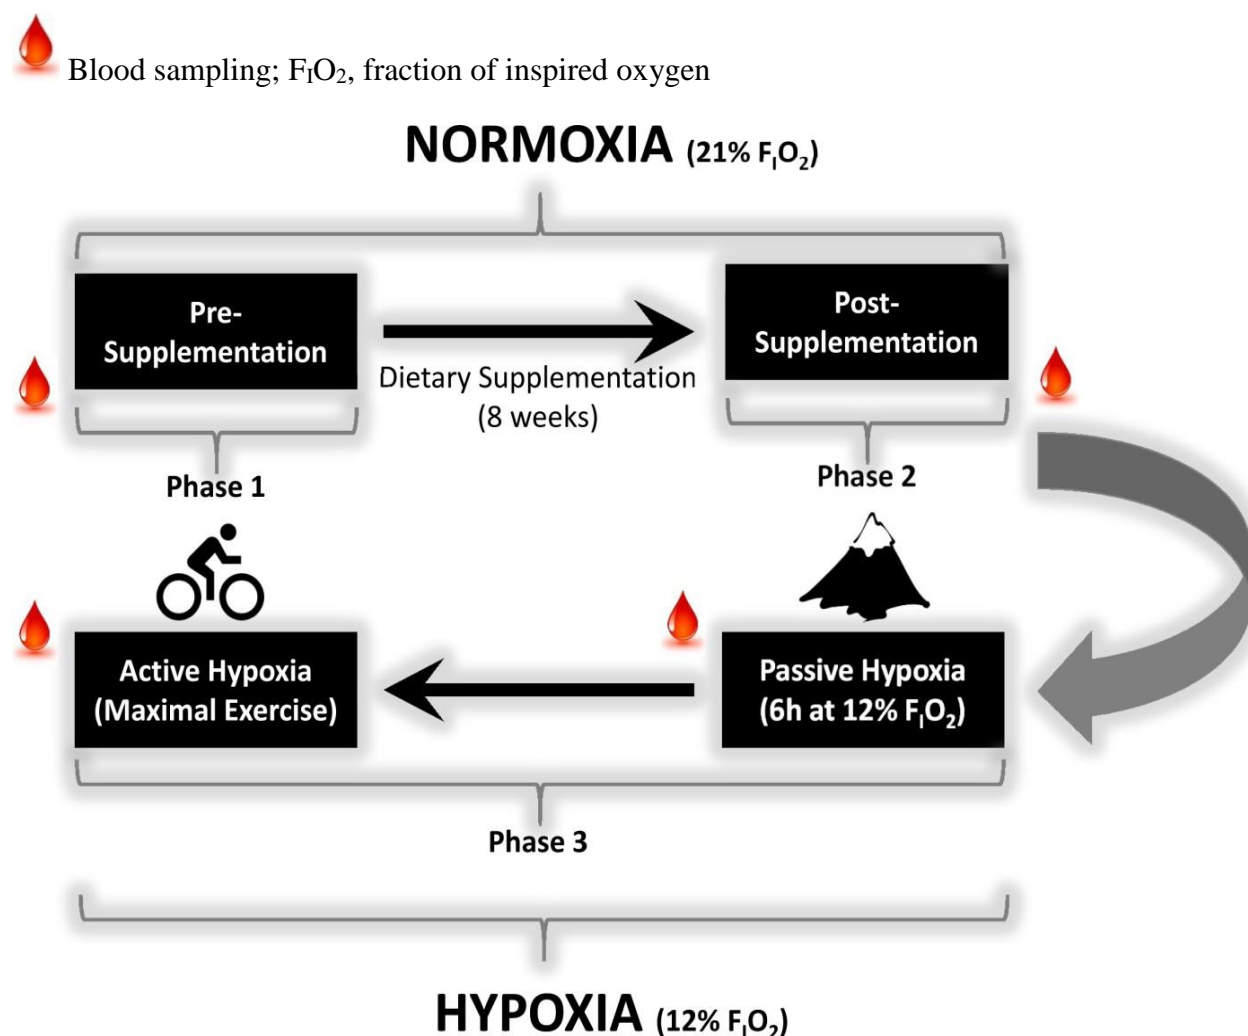 Blood sampling; FIO2, fraction of inspired oxygen
NORMOXIA (21% FIO2)
Pre-
Supplementation
Post-
Supplementation
Dietary Supplementation
(8 weeks)
Phase 1
Phase 2
Active Hypoxia
(Maximal Exercise)
Passive Hypoxia
(6h at 12% FIO2)
Phase 3
HYPOXIA (12% FIO2)